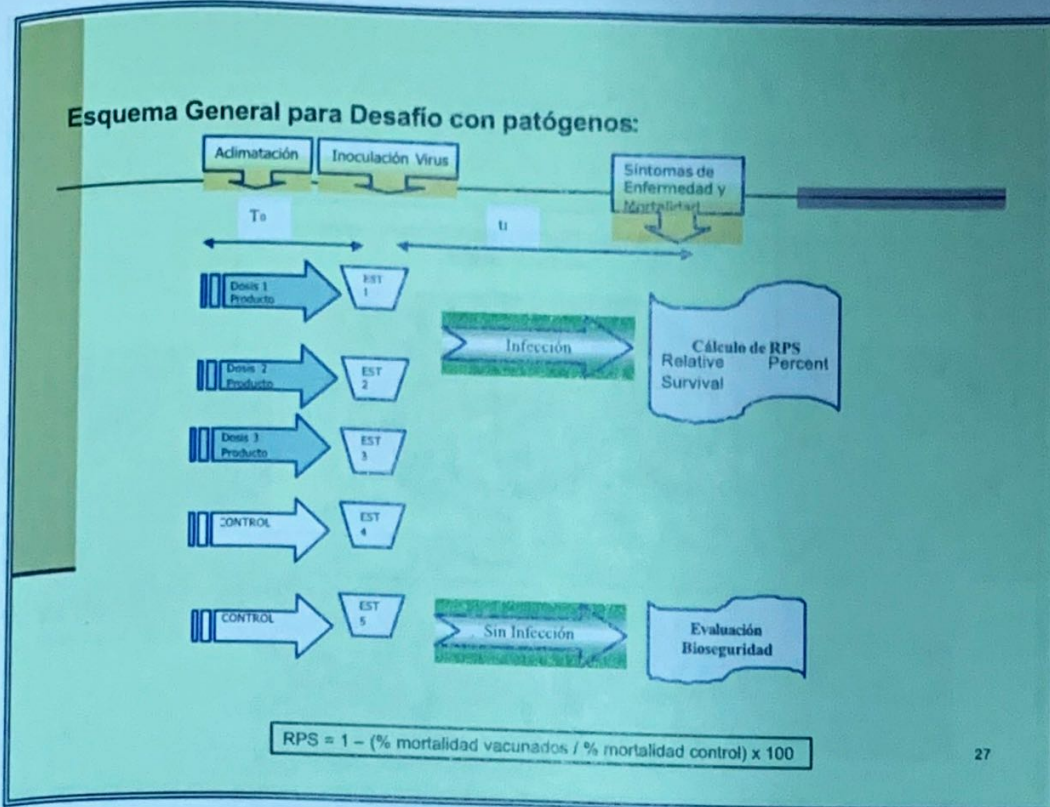 Esquema General para Desafío con patógenos:
Aclimatación
Inoculación Virus
Síntomas de
Enfermedad y
Mortalidad
To
Dosis 1
Producto
EST
1
Dosis 2
Producto
EST
2
Dosis 3
Producto
EST
3
CONTROL
EST
4
CONTROL
EST
5
Infección
Cálculo de RPS
Relative Percent
Survival
Sin Infección
Evaluación
Bioseguridad
RPS = 1 – (% mortalidad vacunados / % mortalidad control) x 100
27